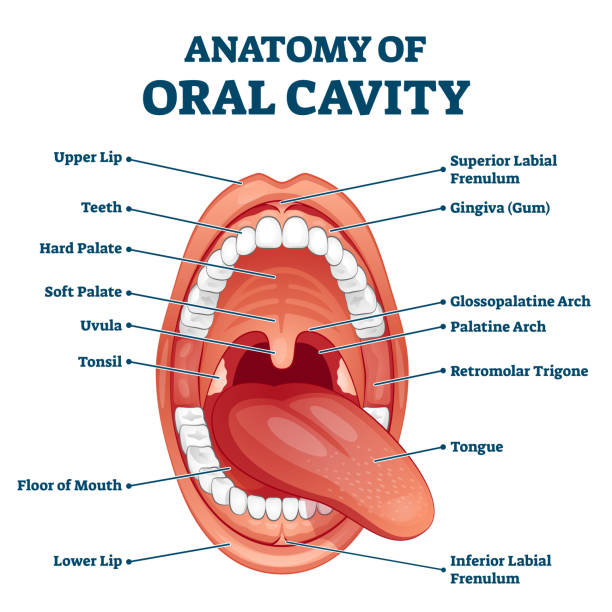 ANATOMY OF
ORAL CAVITY
Upper Lip
Teeth
Hard Palate
Soft Palate
Uvula
Tonsil
Floor of Mouth
Lower Lip
Superior Labial
Frenulum
Gingiva (Gum)
Glossopalatine Arch
Palatine Arch
Retromolar Trigone
Tongue
Inferior Labial
Frenulum